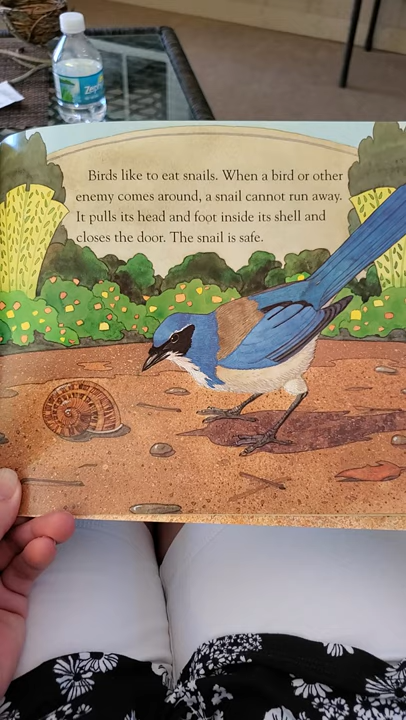 Zephyr
Birds like to eat snails. When a bird or other
enemy comes around, a snail cannot run away.
It pulls its head and foot inside its shell and
closes the door. The snail is safe.